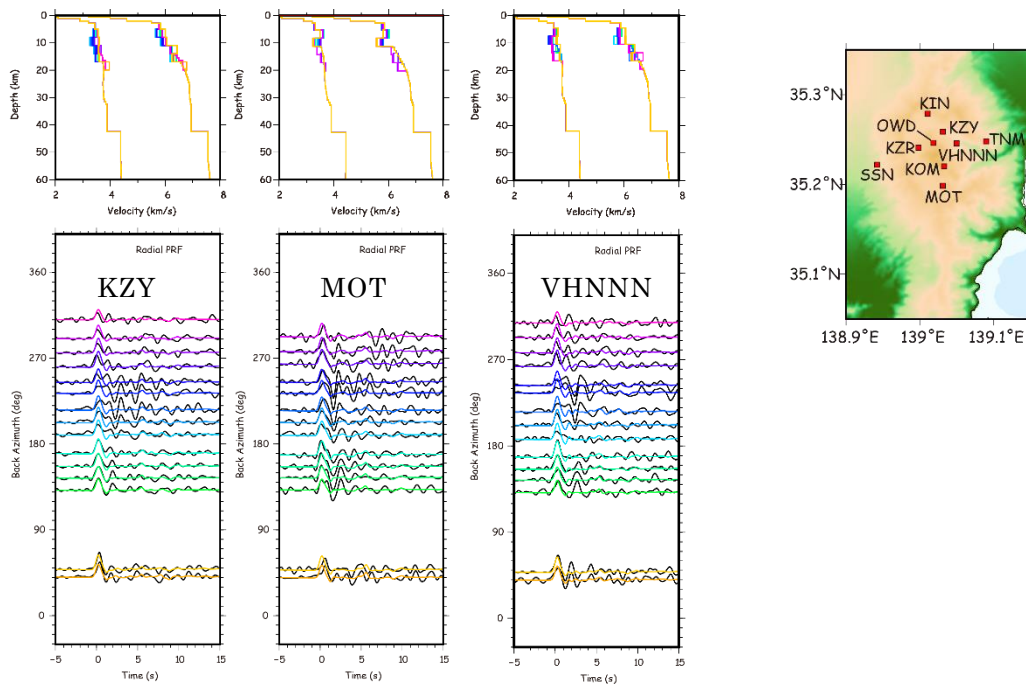 0
10
20
30
40
50
60
Depth (km)
2 4 6 8
Velocity (km/s)
0
10
20
30
40
50
60
Depth (km)
2 4 6 8
Velocity (km/s)
0
10
20
30
40
50
60
Depth (km)
2 4 6 8
Velocity (km/s)
Radial PRF
KZY
360
270
180
90
0
Back Azimuth (deg)
-5 0 5 10 15
Time (s)
Radial PRF
MOT
360
270
180
90
0
Back Azimuth (deg)
-5 0 5 10 15
Time (s)
Radial PRF
VHNNN
360
270
180
90
0
Back Azimuth (deg)
-5 0 5 10 15
Time (s)
35.3°N
35.2°N
35.1°N
KIN
OWD KZY
TNM
KZR VHNNN
SSN KOM
MOT
138.9°E 139°E 139.1°E